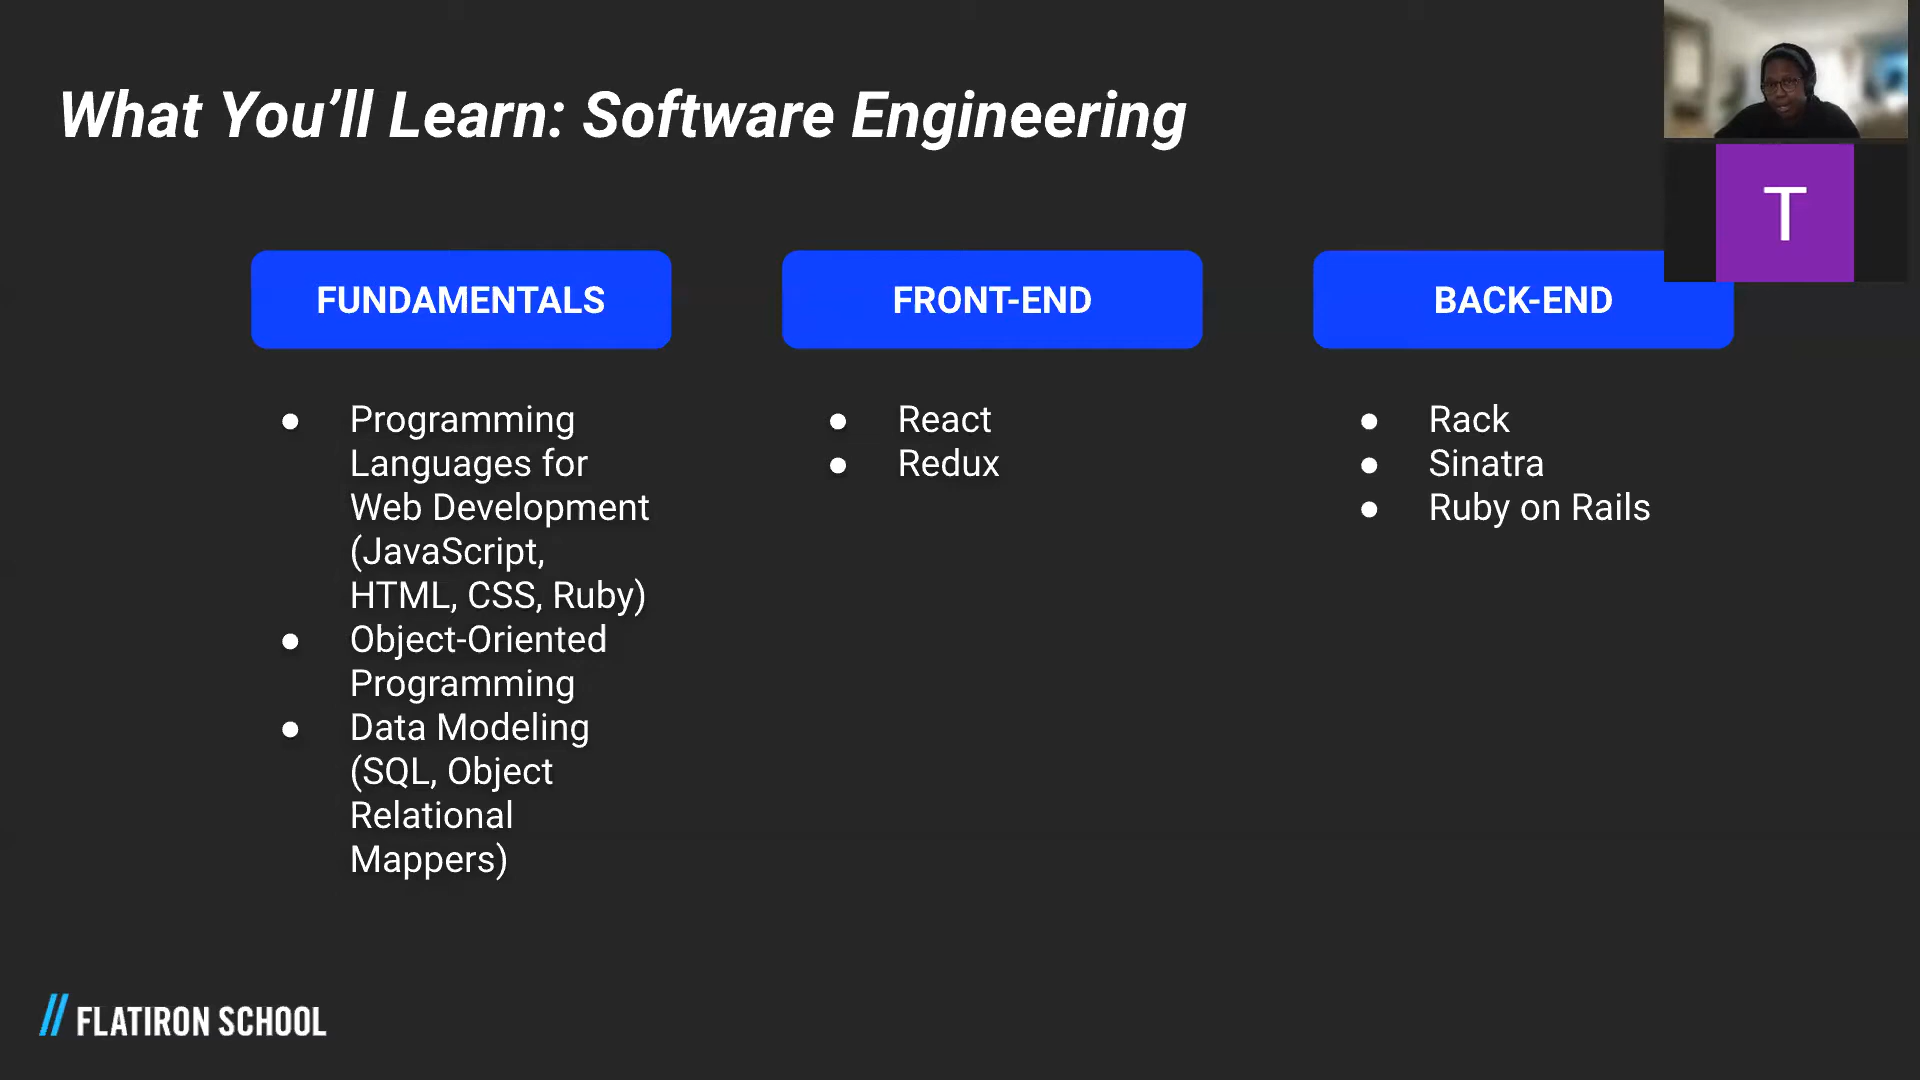 What You’ll Learn: Software Engineering
T
FUNDAMENTALS
FRONT-END
BACK-END
● Programming
Languages for
Web Development
(JavaScript,
HTML, CSS, Ruby)
● Object-Oriented
Programming
● Data Modeling
(SQL, Object
Relational
Mappers)
● React
● Redux
● Rack
● Sinatra
● Ruby on Rails
// FLATIRON SCHOOL